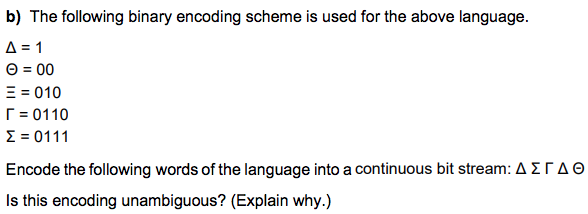 b) The following binary encoding scheme is used for the above language.
Δ = 1
Θ = 00
Ξ = 010
Γ = 0110
Σ = 0111
Encode the following words of the language into a continuous bit stream: Δ Σ Γ Δ Θ
Is this encoding unambiguous? (Explain why.)